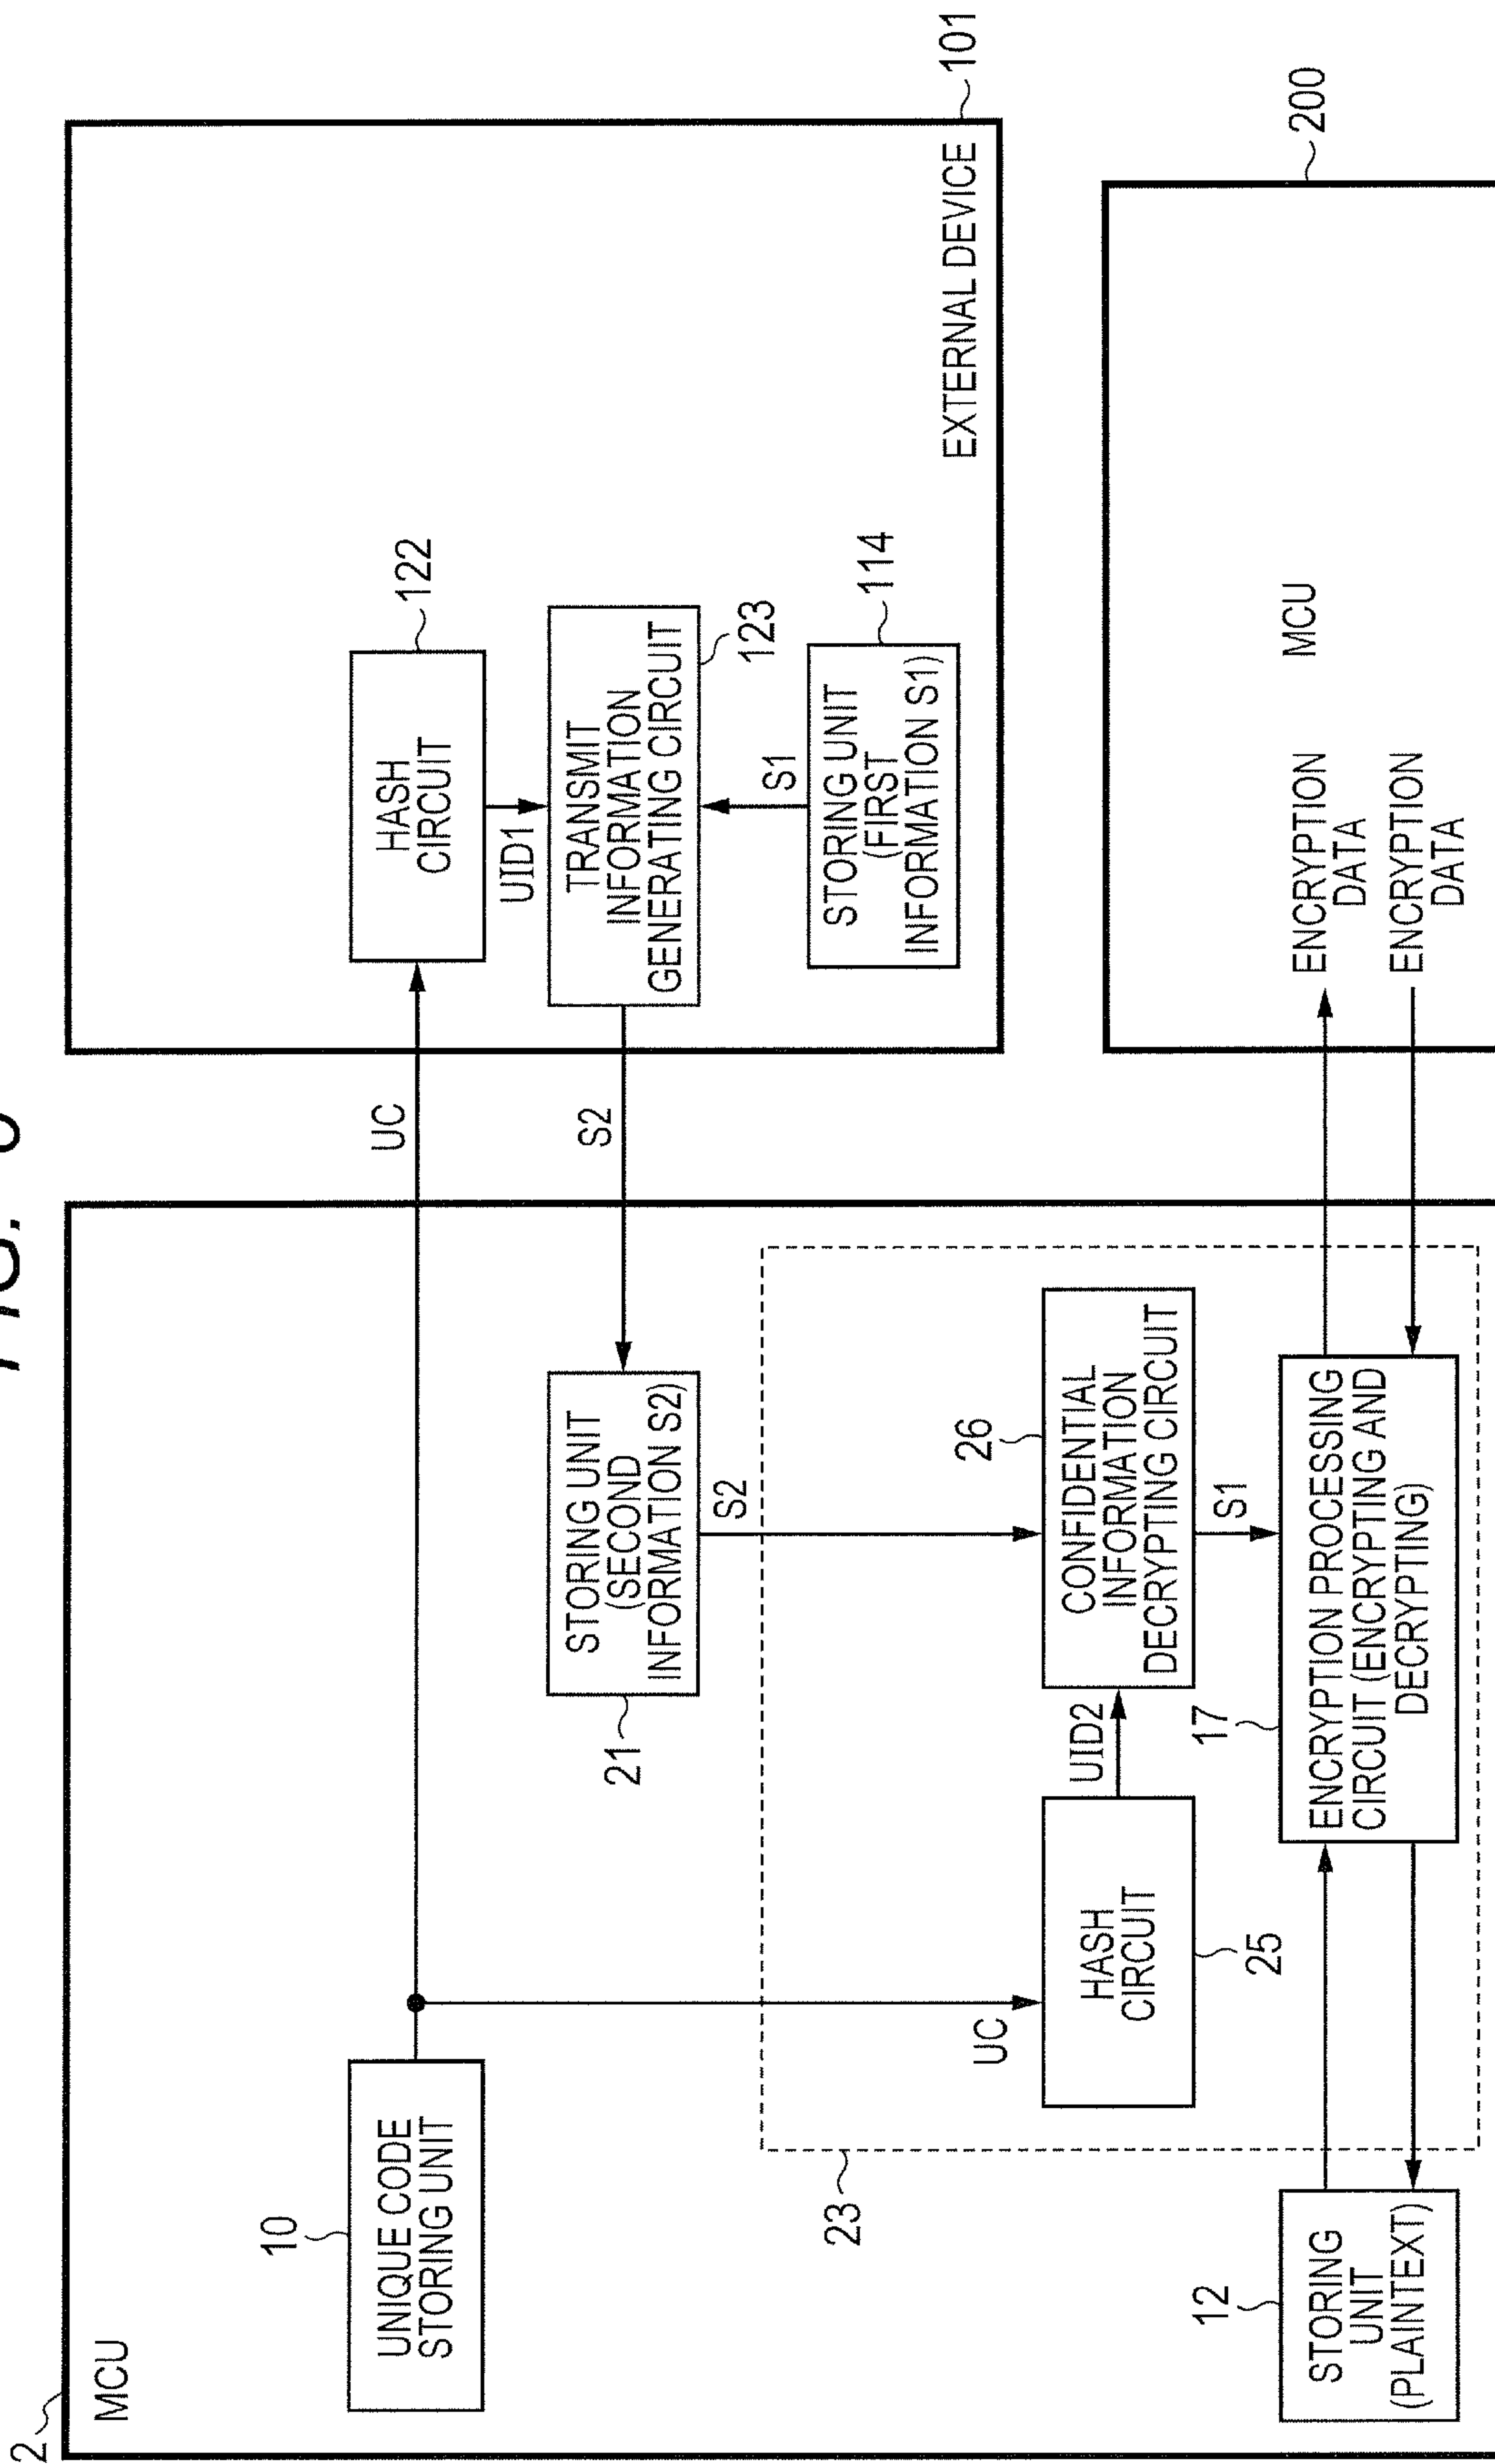 FIG.
2
MCU
10
UNIQUE CODE
STORING UNIT
UC
HASH
CIRCUIT
122
UID1
21
STORING UNIT
(SECOND
INFORMATION S2)
S2
TRANSMIT
INFORMATION
GENERATING CIRCUIT
123
S2
S1
STORING UNIT
(FIRST
INFORMATION S1)
114
EXTERNAL DEVICE
101
23
UC
HASH
CIRCUIT
25
UID2
26
CONFIDENTIAL
INFORMATION
DECRYPTING CIRCUIT
S1
12
STORING
UNIT
(PLAINTEXT)
17
ENCRYPTION PROCESSING
CIRCUIT (ENCRYPTING AND
DECRYPTING)
ENCRYPTION
DATA
ENCRYPTION
DATA
MCU
200